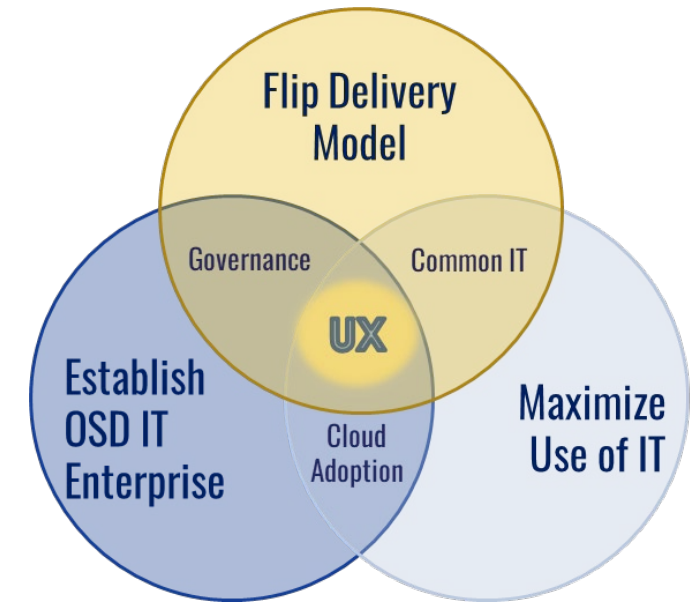 Flip Delivery
Model
Governance
Common IT
UX
Establish
OSD IT
Enterprise
Maximize
Use of IT
Cloud
Adoption